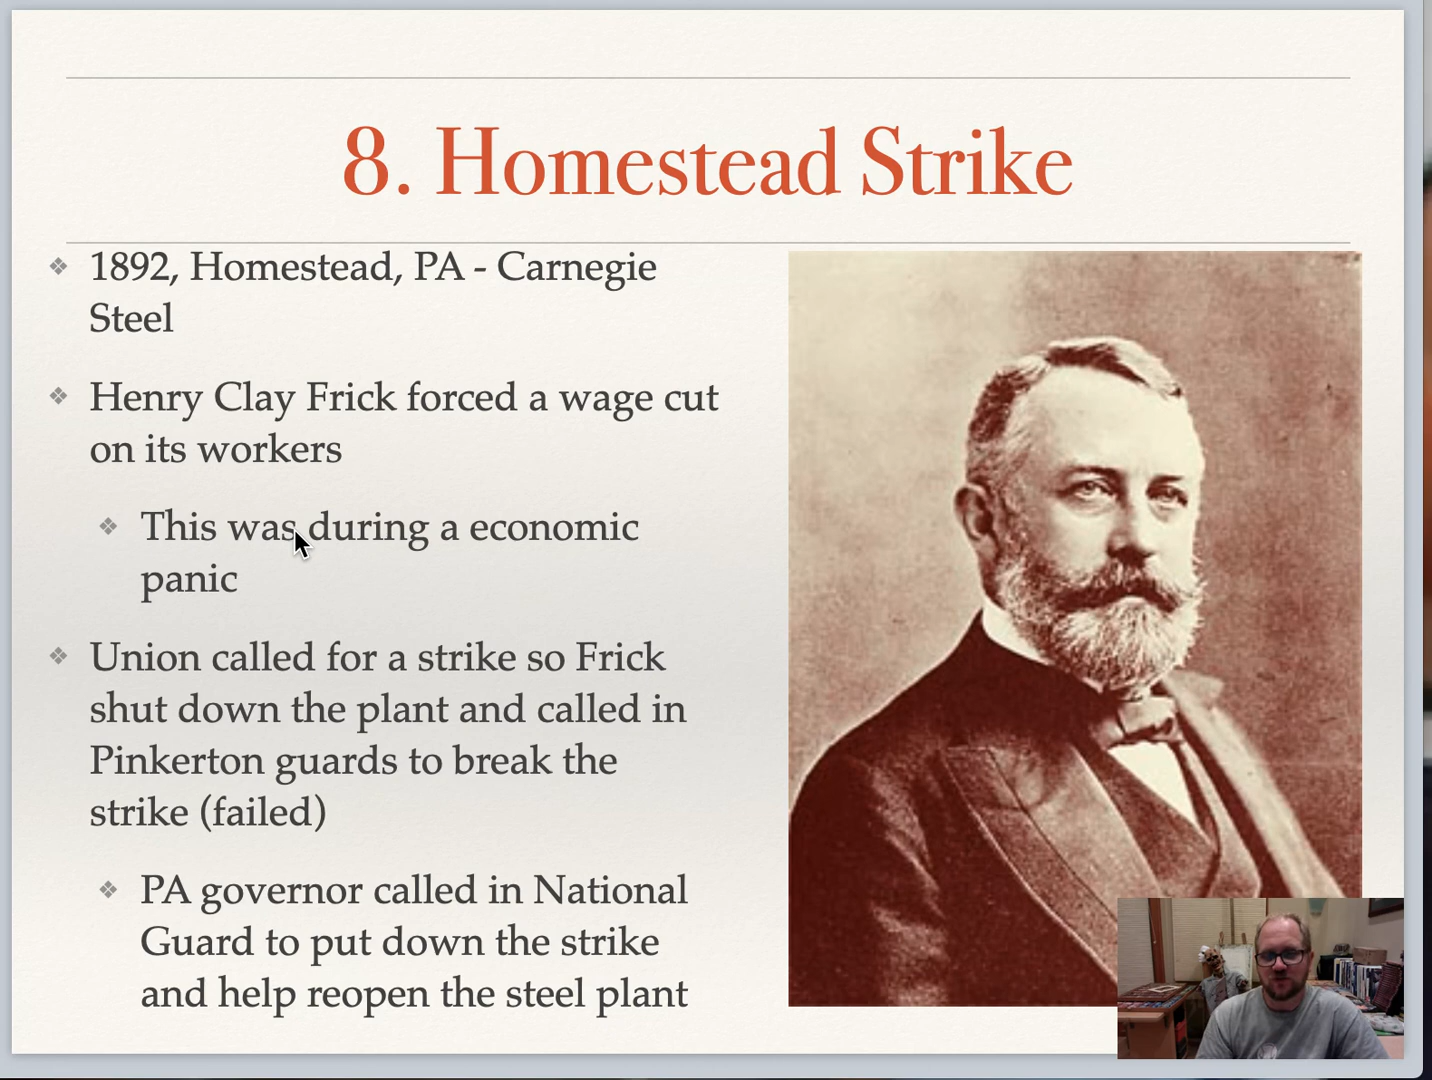 8. Homestead Strike
1892, Homestead, PA - Carnegie
Steel
Henry Clay Frick forced a wage cut
on its workers
This was during a economic
panic
Union called for a strike so Frick
shut down the plant and called in
Pinkerton guards to break the
strike (failed)
PA governor called in National
Guard to put down the strike
and help reopen the steel plant